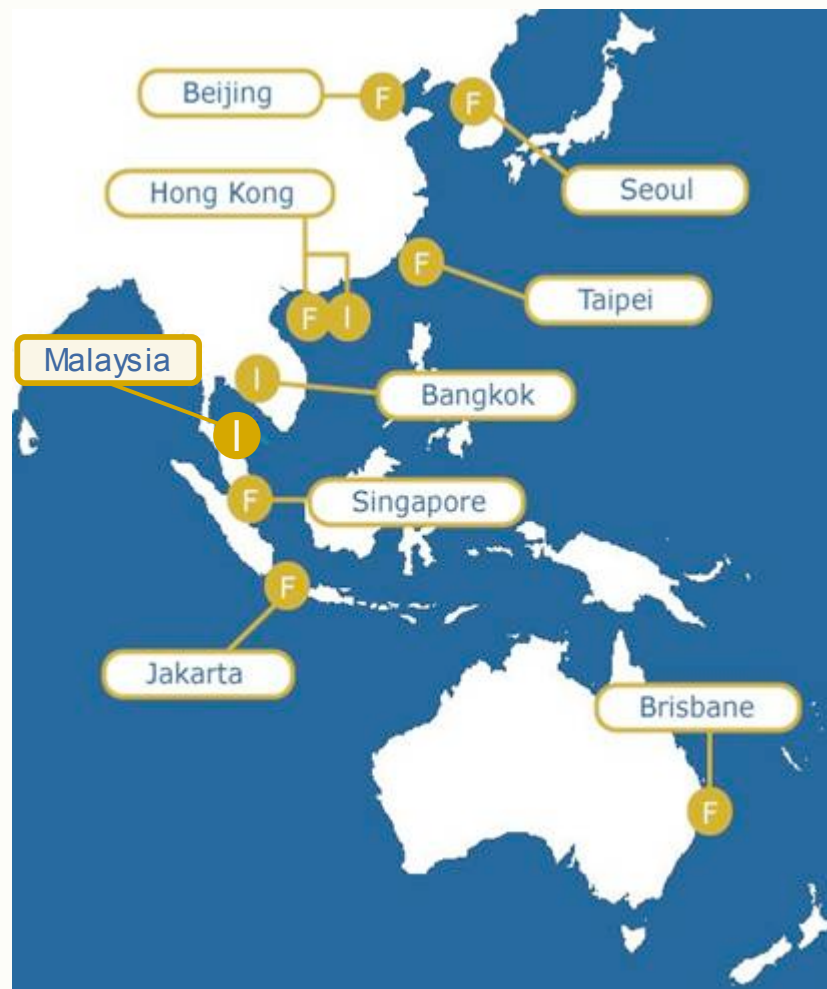 Beijing
F
F
Seoul
Hong Kong
F
Taipei
F I
Malaysia
I
Bangkok
I
F
Singapore
F
Jakarta
Brisbane
F